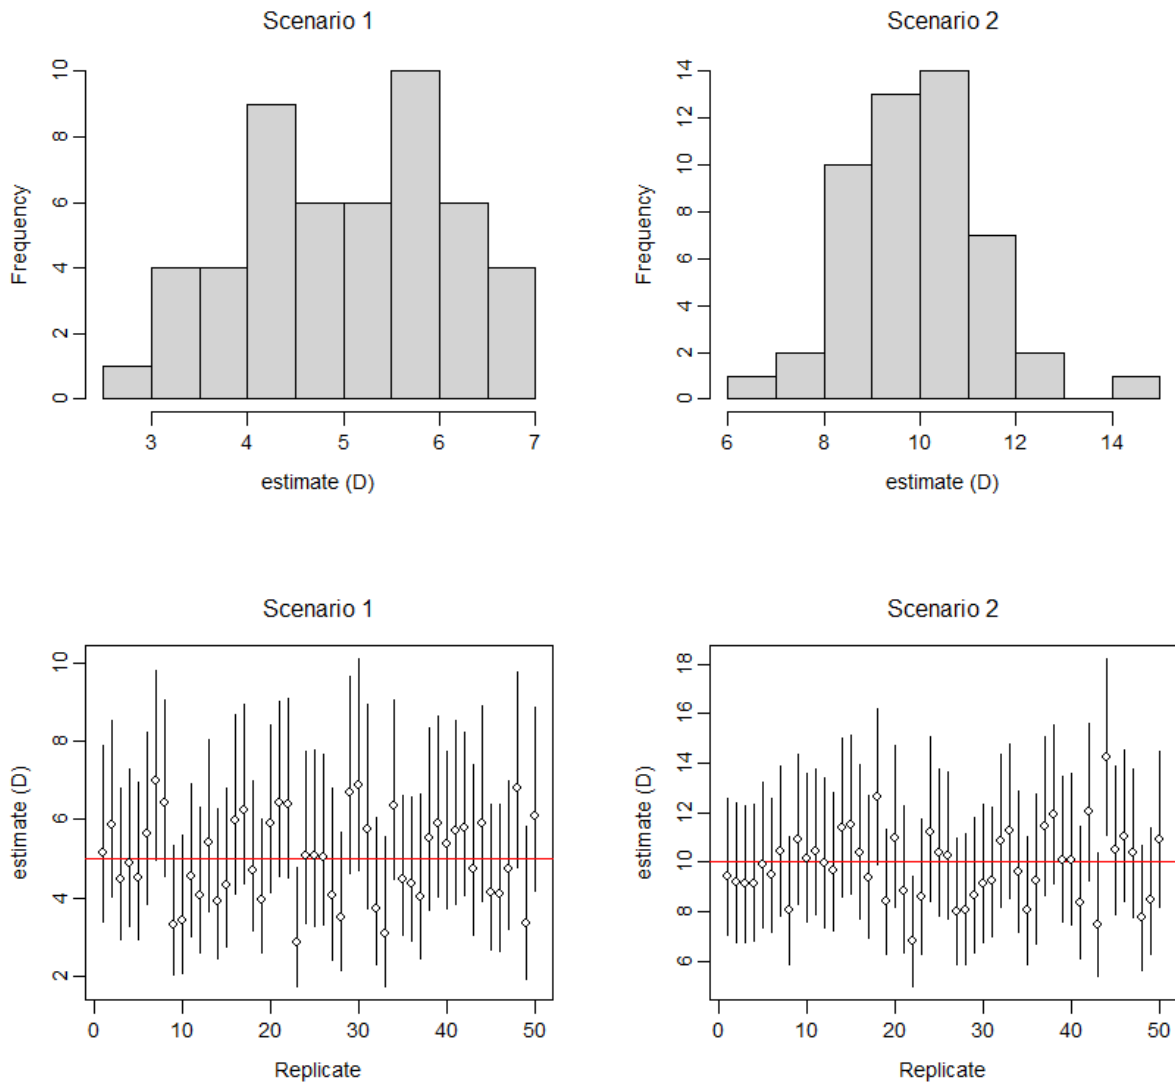 Scenario 1
Frequency
0 2 4 6 8 10
3 4 5 6 7
estimate (D)
Scenario 2
Frequency
0 2 4 6 8 10 12 14
6 8 10 12 14
estimate (D)
Scenario 1
estimate (D)
2 4 6 8 10
0 10 20 30 40 50
Replicate
Scenario 2
estimate (D)
6 8 10 12 14 16 18
0 10 20 30 40 50
Replicate